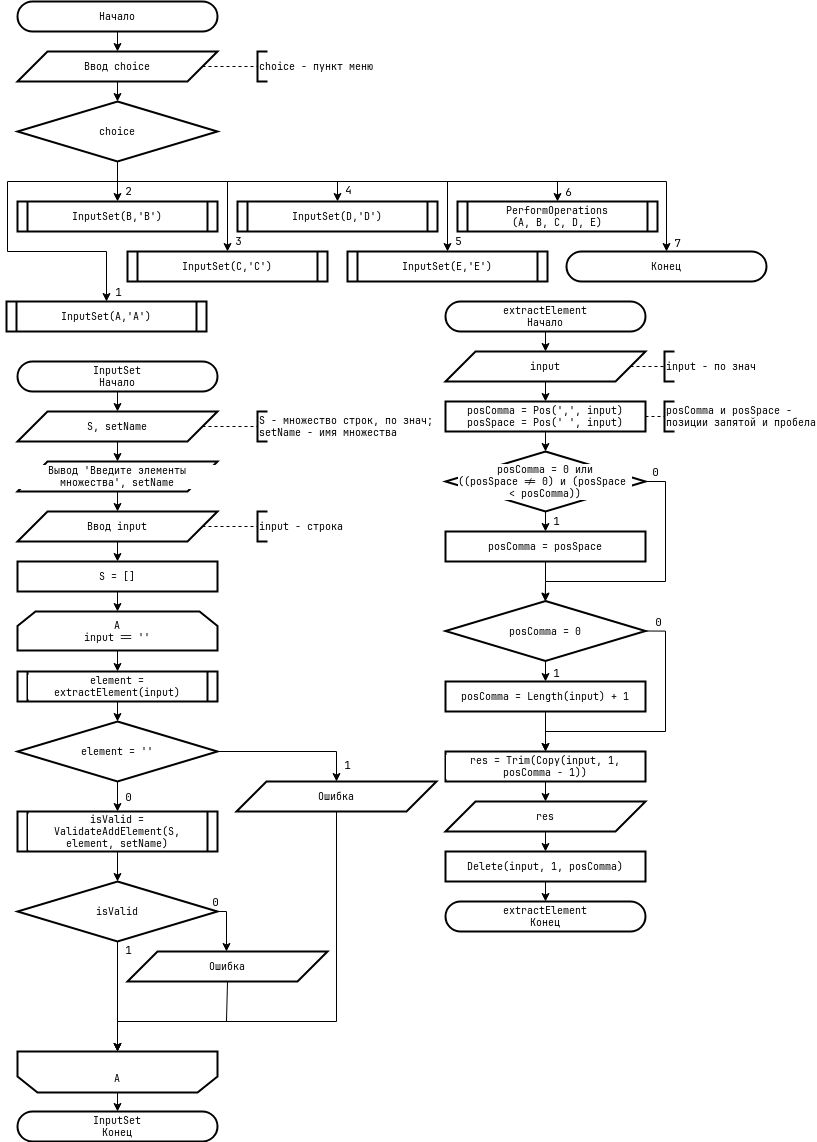 Начало
Ввод choice
choice - пункт меню
choice
2
InputSet(B,'B')
4
InputSet(D,'D')
6
PerformOperations
(A, B, C, D, E)
3
InputSet(C,'C')
5
InputSet(E,'E')
7
Конец
1
InputSet(A,'A')
InputSet
Начало
S, setName
S - множество строк, по знач;
setName - имя множества
Вывод 'Введите элементы
множества', setName
Ввод input
input - строка
S = []
A
input == ''
element =
extractElement(input)
element = ''
1
Ошибка
0
isValid =
ValidateAddElement(S,
element, setName)
isValid
0
1
Ошибка
A
InputSet
Конец
extractElement
Начало
input
input - по знач
posComma = Pos(',', input)
posSpace = Pos(' ', input)
posComma и posSpace -
позиции запятой и пробела
posComma = 0 или
((posSpace ≠ 0) и (posSpace
< posComma))
0
1
posComma = posSpace
posComma = 0
0
1
posComma = Length(input) + 1
res = Trim(Copy(input, 1,
posComma - 1))
res
Delete(input, 1, posComma)
extractElement
Конец